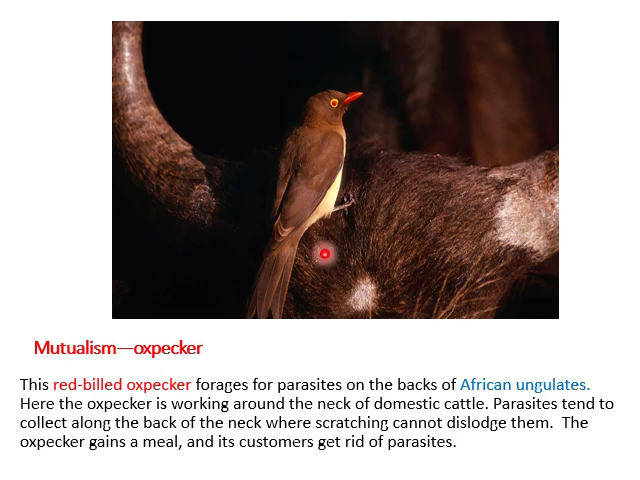 Mutualism—oxpecker
This red-billed oxpecker forages for parasites on the backs of African ungulates.
Here the oxpecker is working around the neck of domestic cattle. Parasites tend to
collect along the back of the neck where scratching cannot dislodge them.  The
oxpecker gains a meal, and its customers get rid of parasites.